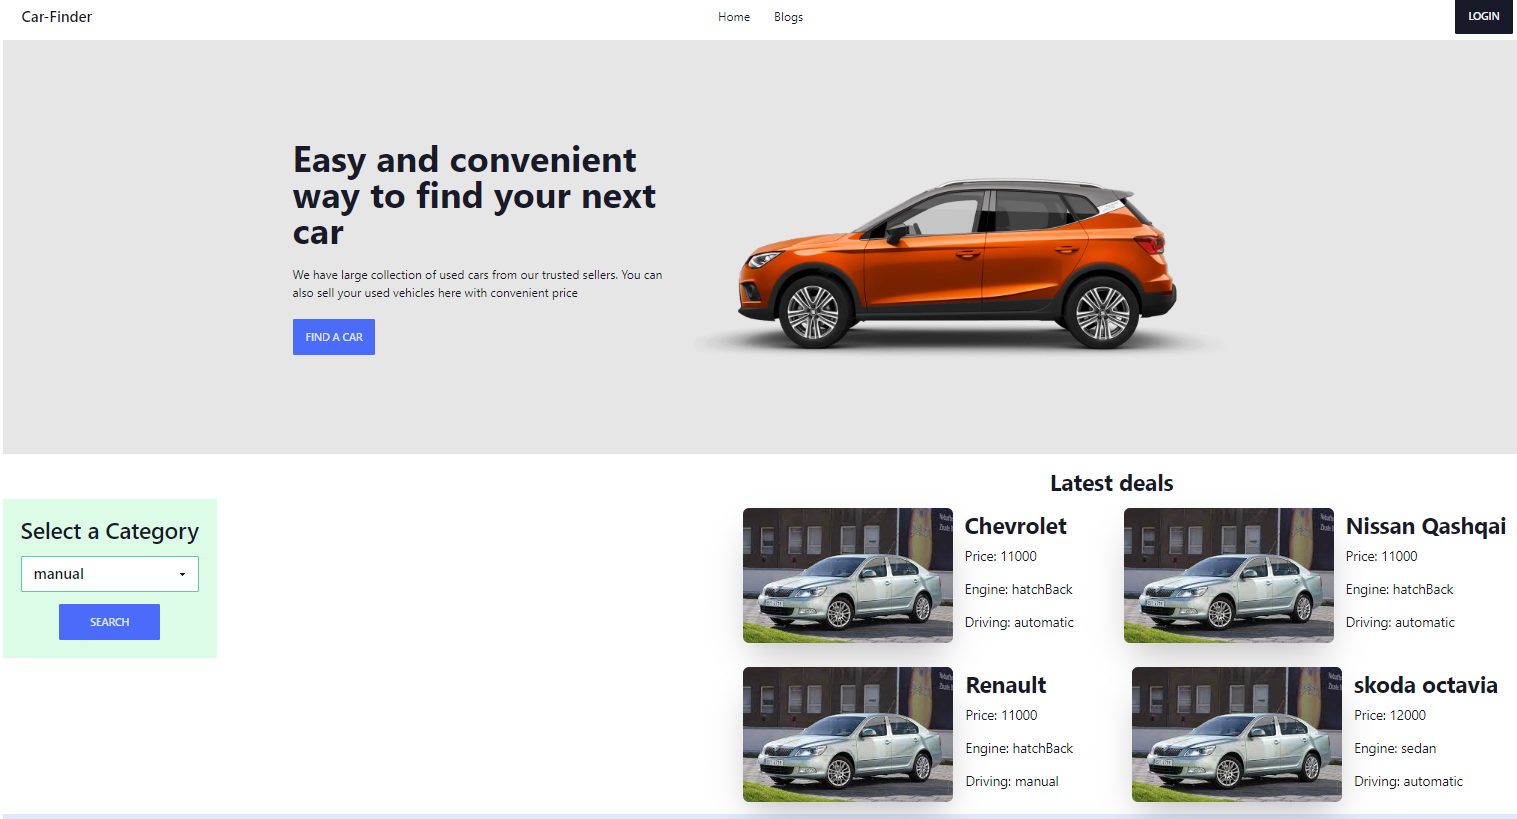 Car-Finder
Home
Blogs
LOGIN
Easy and convenient
way to find your next
car
We have large collection of used cars from our trusted sellers. You can
also sell your used vehicles here with convenient price
FIND A CAR
Select a Category
manual
SEARCH
Latest deals
Chevrolet
Price: 11000
Engine: hatchBack
Driving: automatic
Nissan Qashqai
Price: 11000
Engine: hatchBack
Driving: automatic
Renault
Price: 11000
Engine: hatchBack
Driving: manual
skoda octavia
Price: 12000
Engine: sedan
Driving: automatic